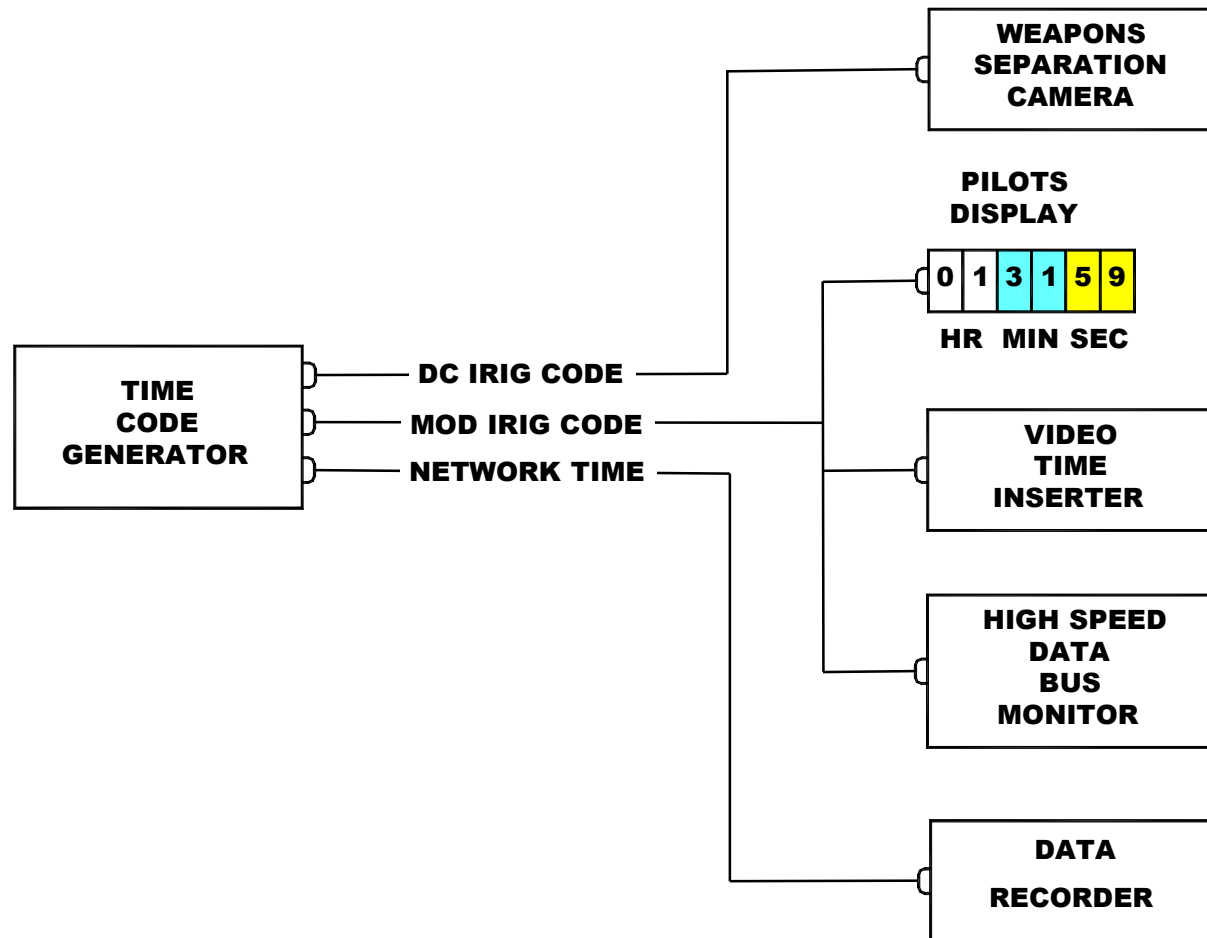 WEAPONS
SEPARATION
CAMERA
PILOTS
DISPLAY
0 1 3 1 5 9
HR MIN SEC
TIME
CODE
GENERATOR
DC IRIG CODE
MOD IRIG CODE
NETWORK TIME
VIDEO
TIME
INSERTER
HIGH SPEED
DATA
BUS
MONITOR
DATA
RECORDER